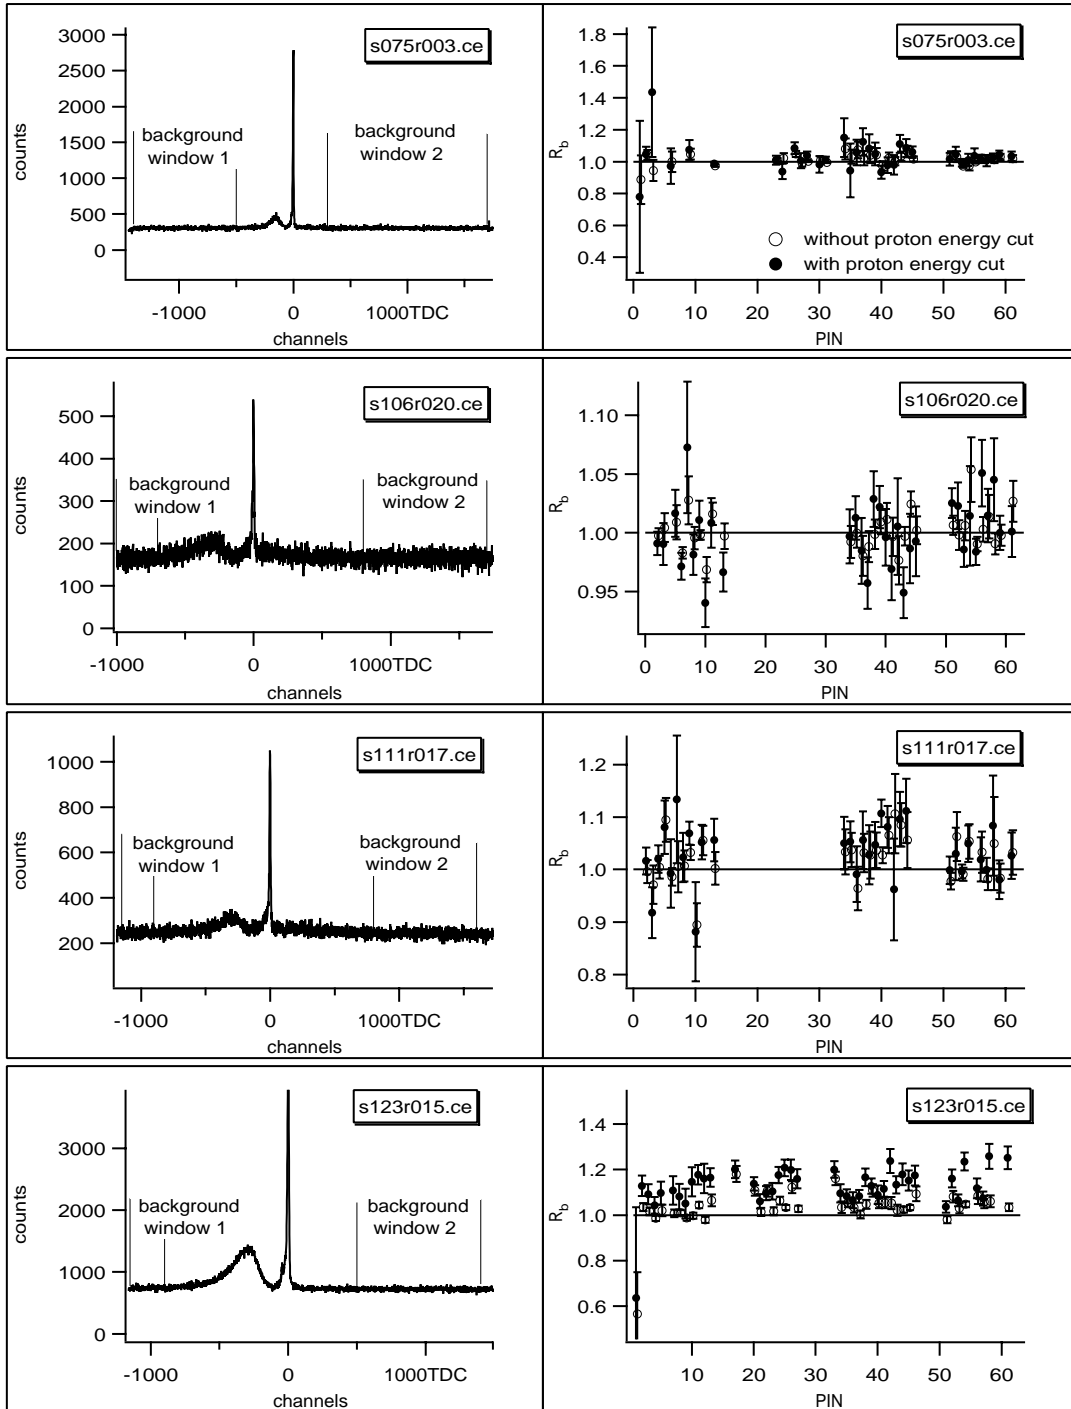 s075r003.ce
counts
3000
2500
2000
1500
1000
500
0
background
window 1
background
window 2
-1000
0
1000TDC
channels
s075r003.ce
R_b
1.8
1.6
1.4
1.2
1.0
0.8
0.6
0.4
without proton energy cut
with proton energy cut
0
10
20
30
40
50
60
PIN
s106r020.ce
counts
500
400
300
200
100
0
background
window 1
background
window 2
-1000
0
1000TDC
channels
s106r020.ce
R_b
1.10
1.05
1.00
0.95
0
10
20
30
40
50
60
PIN
s111r017.ce
counts
1000
800
600
400
200
background
window 1
background
window 2
-1000
0
1000TDC
channels
s111r017.ce
R_b
1.2
1.1
1.0
0.9
0.8
0
10
20
30
40
50
60
PIN
s123r015.ce
counts
3000
2000
1000
0
background
window 1
background
window 2
-1000
0
1000TDC
channels
s123r015.ce
R_b
1.4
1.2
1.0
0.8
0.6
0
10
20
30
40
50
60
PIN